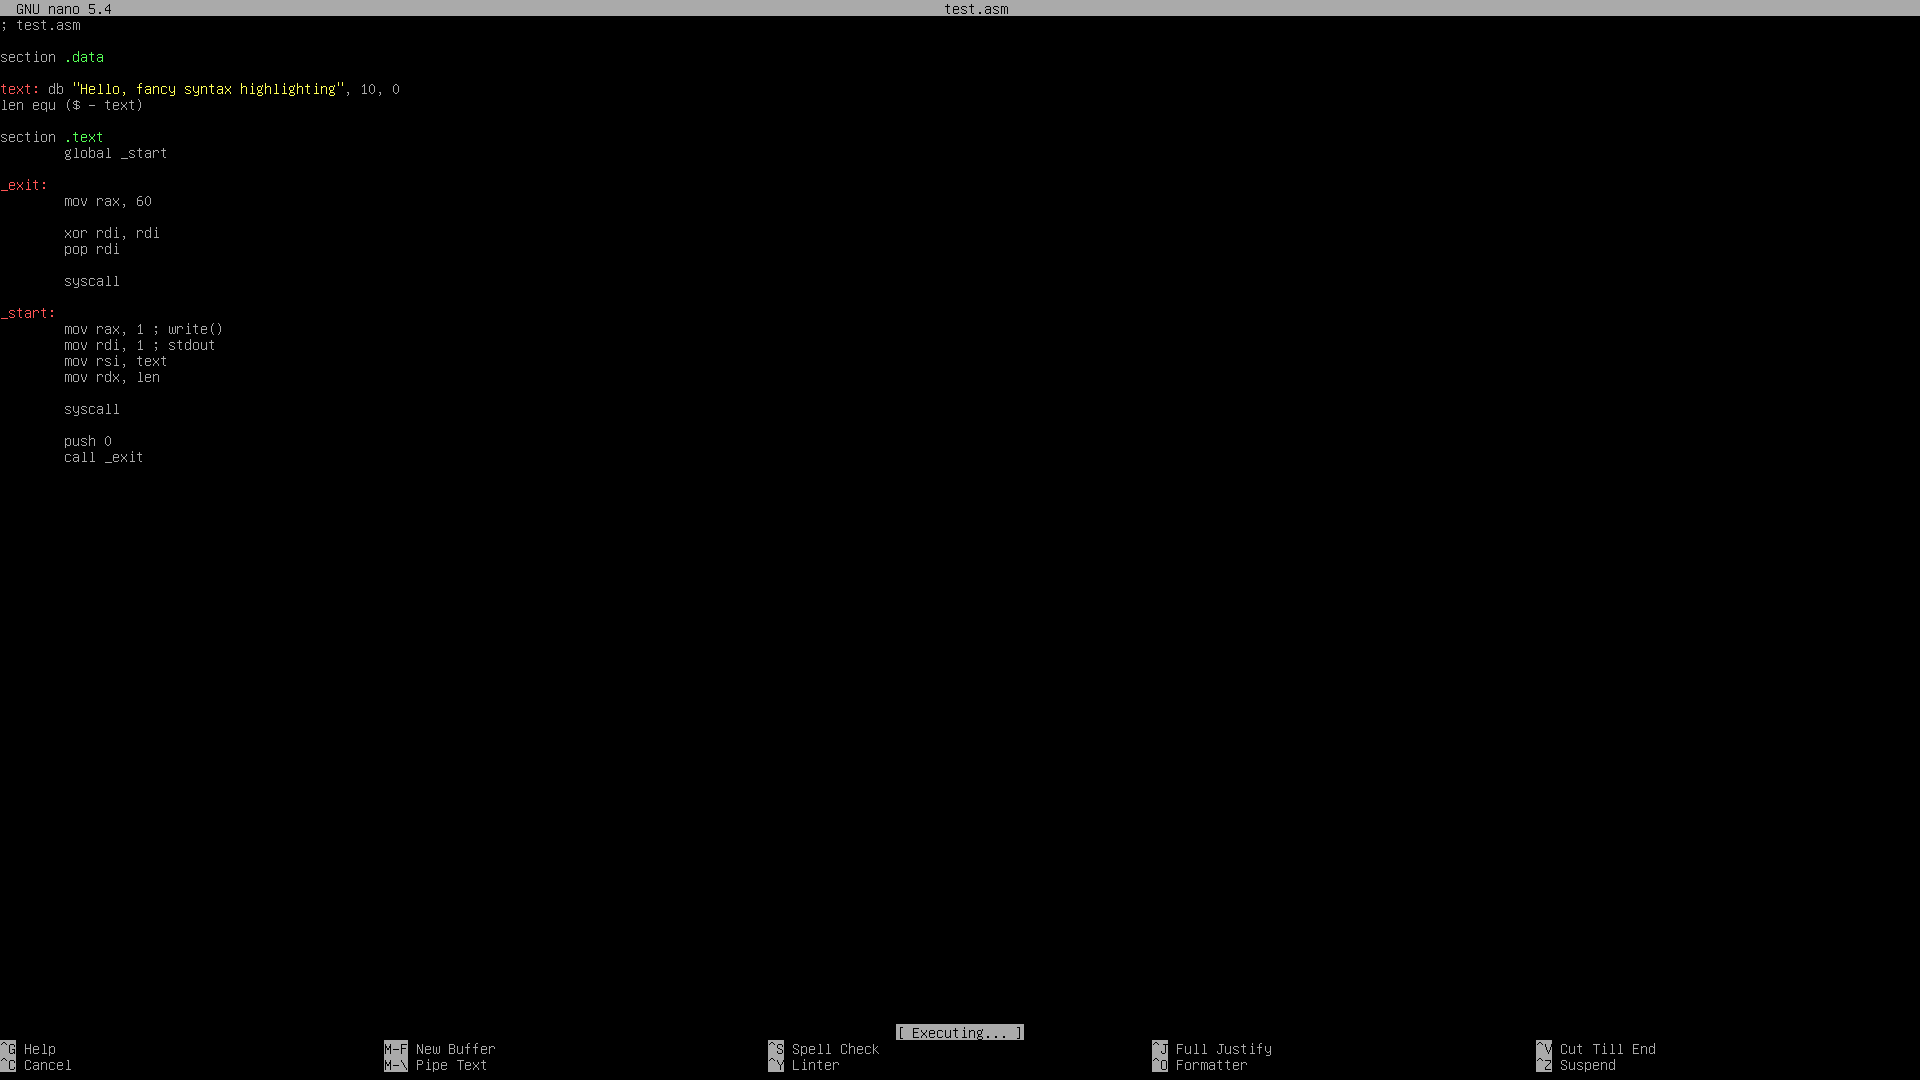 GNU nano 5.4 test.asm
; test.asm
section .data
text: db "Hello, fancy syntax highlighting", 10, 0
len equ ($ - text)
section .text
global _start
_exit:
mov rax, 60
xor rdi, rdi
pop rdi
syscall
_start:
mov rax, 1 ; write()
mov rdi, 1 ; stdout
mov rsi, text
mov rdx, len
syscall
push 0
call _exit
[ Executing... ]
^G Help M-F New Buffer ^S Spell Check ^J Full Justify ^V Cut Till End
^C Cancel M-\ Pipe Text ^Y Linter ^O Formatter ^Z Suspend